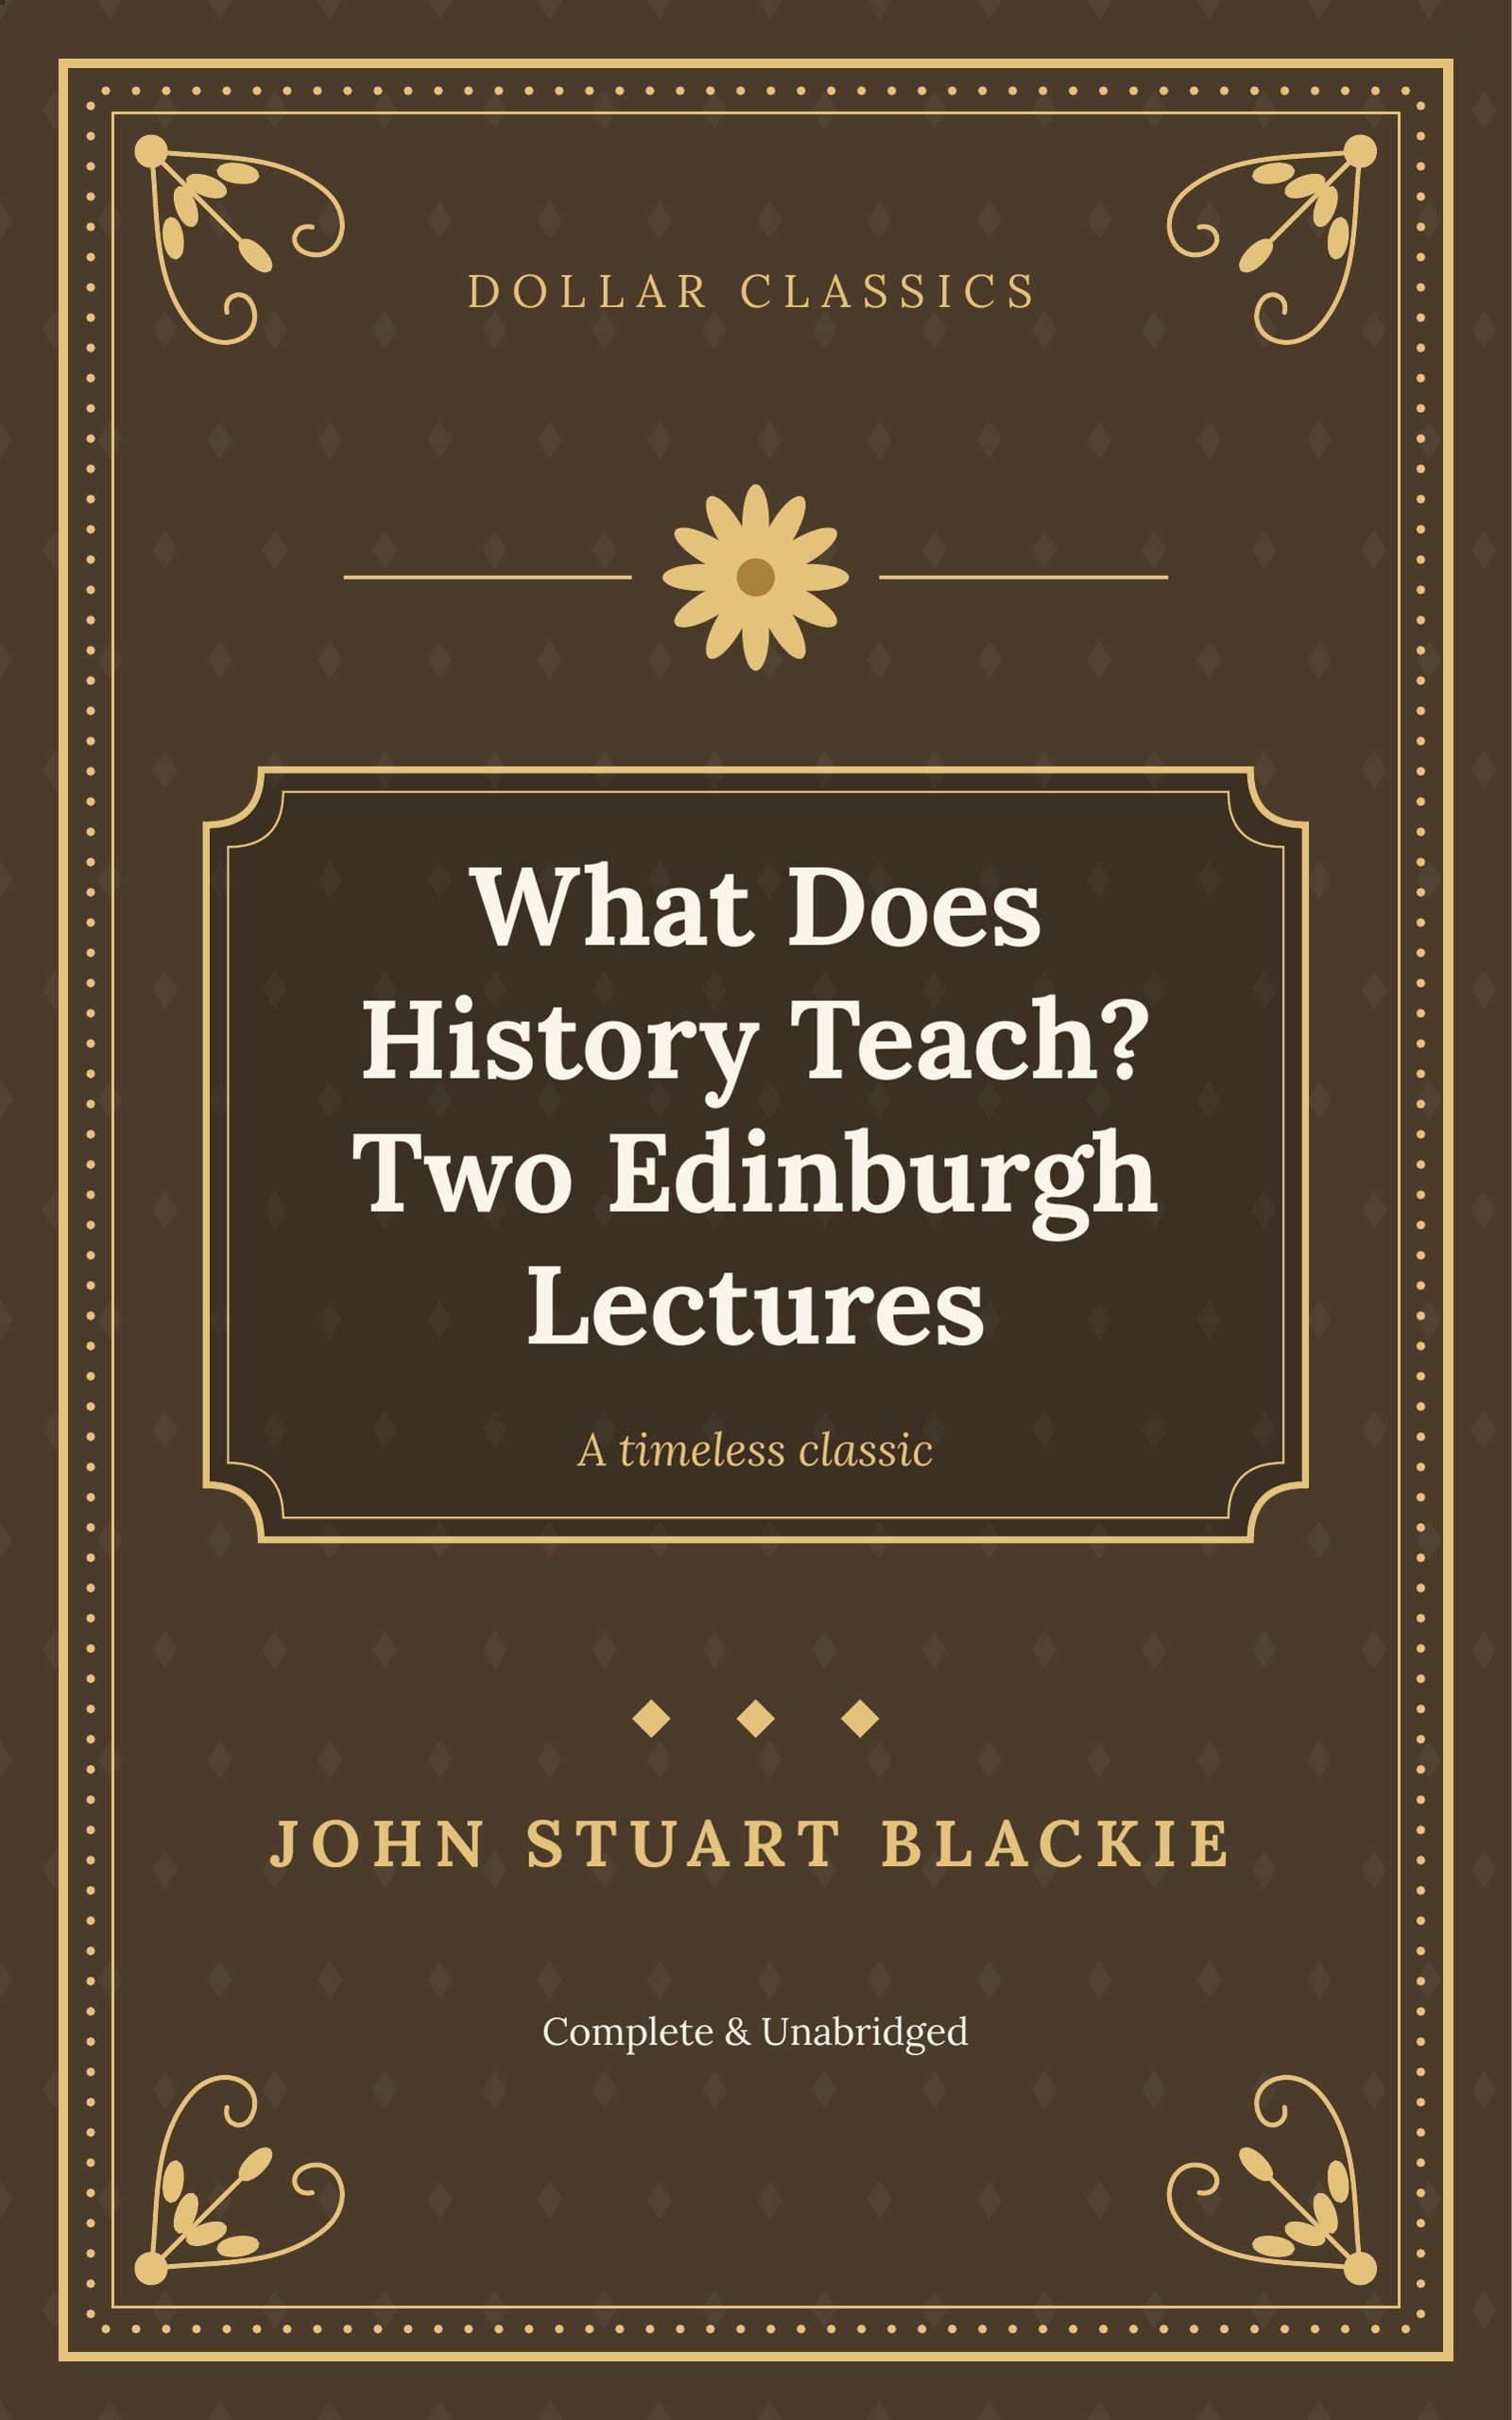 DOLLAR CLASSICS
What Does
History Teach?
Two Edinburgh
Lectures
A timeless classic
JOHN STUART BLACKIE
Complete & Unabridged